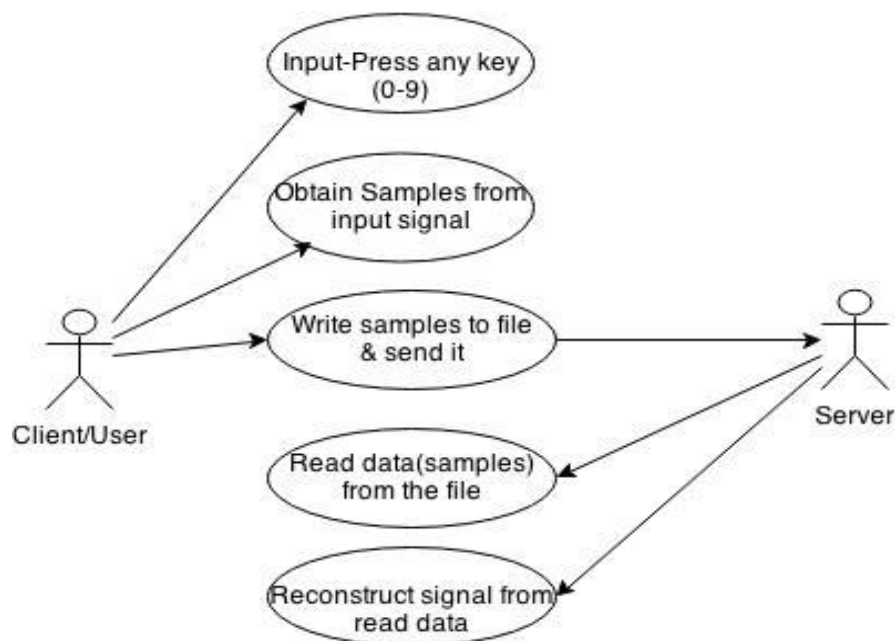 Input-Press any key
(0-9)
Obtain Samples from
input signal
Write samples to file
& send it
Client/User
Server
Read data(samples)
from the file
Reconstruct signal from
read data